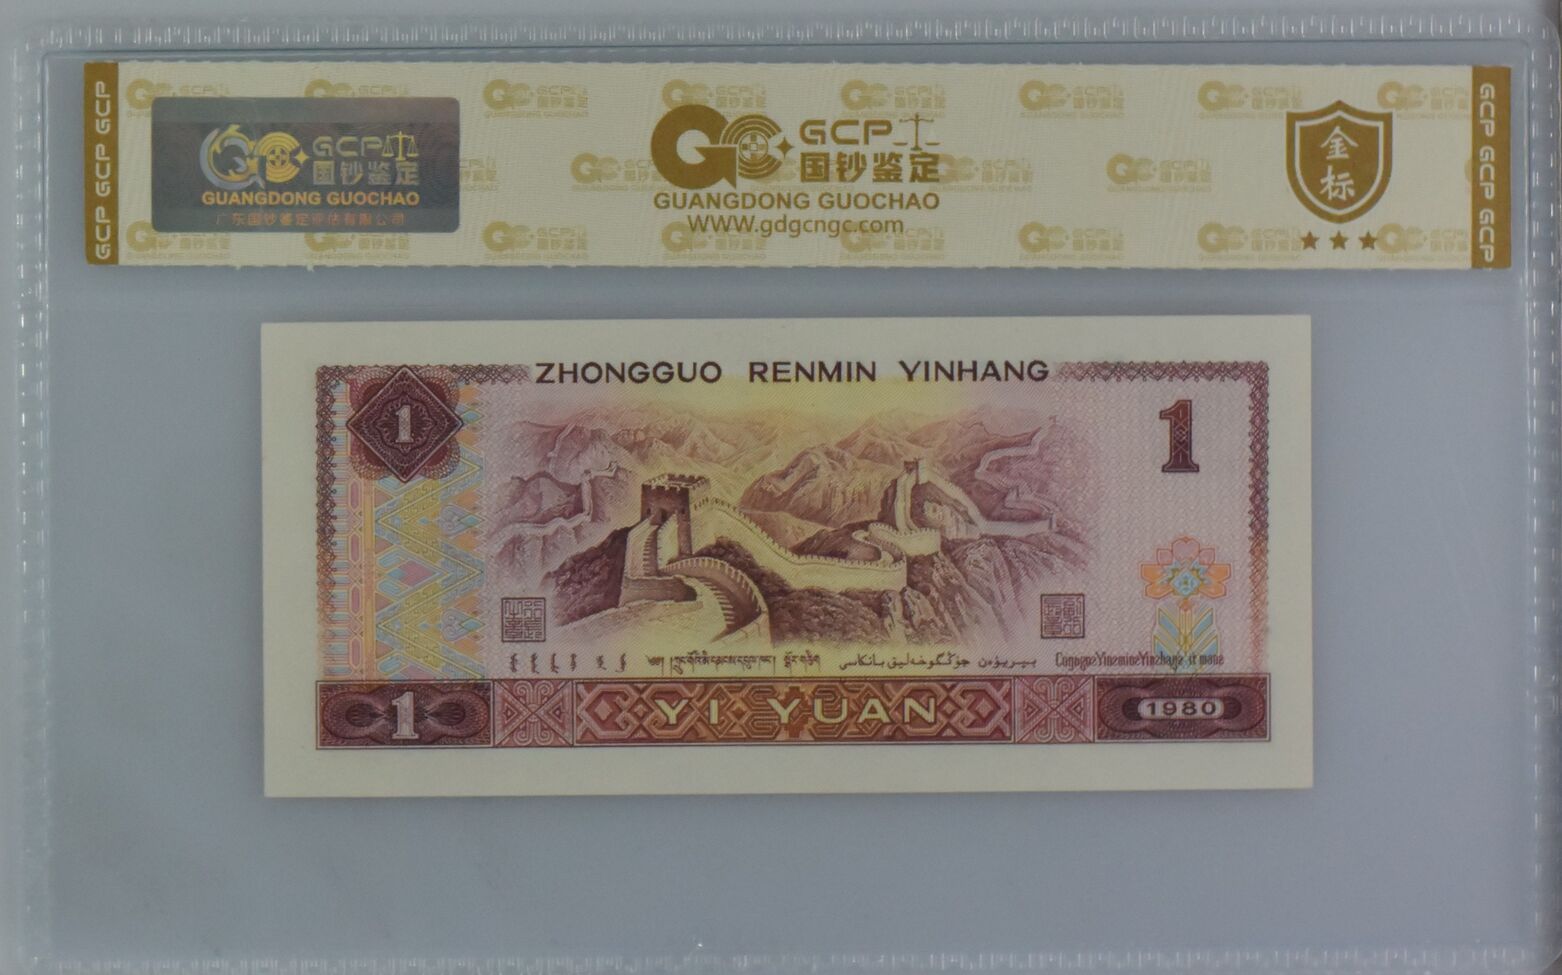 GCP GCP GCP
GCP
国钞鉴定
GUANGDONG GUOCHAO
广东国钞鉴定评估有限公司
GCP
国钞鉴定
GUANGDONG GUOCHAO
WWW.gdgcngc.com
金标
GCP GCP GCP
ZHONGGUO RENMIN YINHANG
1
1
YI YUAN
1
1980